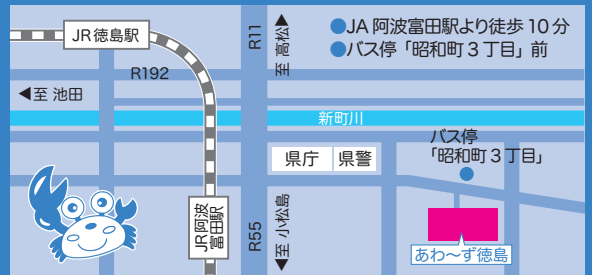 JR徳島駅
R11
至 高松▶
●JA 阿波富田駅より徒歩 10 分
●バス停「昭和町 3 丁目」前
R192
◀至 池田
新町川
バス停
「昭和町 3 丁目」
県庁
県警
JR阿波
富田駅
R55
◀至 小松島
あわ〜ず徳島